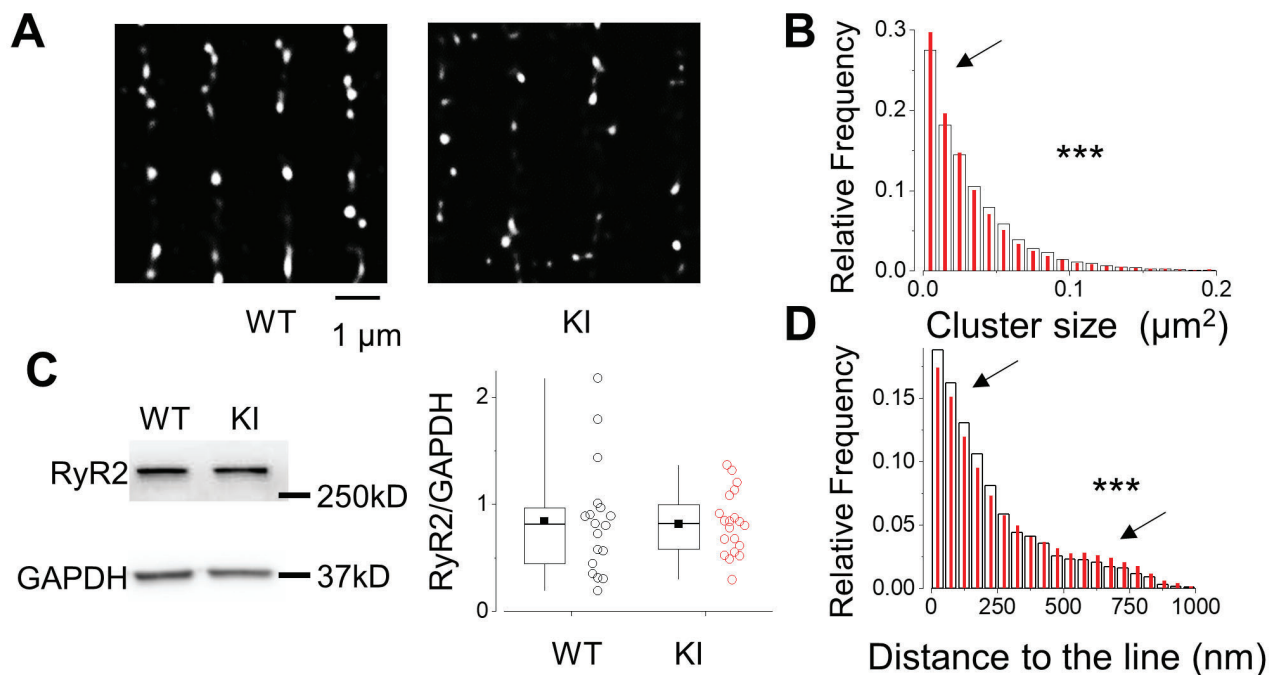 A
WT
1 µm
KI
B
0.3
0.2
0.1
0.0
Relative Frequency
***
0.0
0.1
0.2
Cluster size (µm²)
C
WT
KI
RyR2
250kD
GAPDH
37kD
RyR2/GAPDH
2
1
0
WT
KI
D
Relative Frequency
0.15
0.10
0.05
0.00
***
0
250
500
750
1000
Distance to the line (nm)